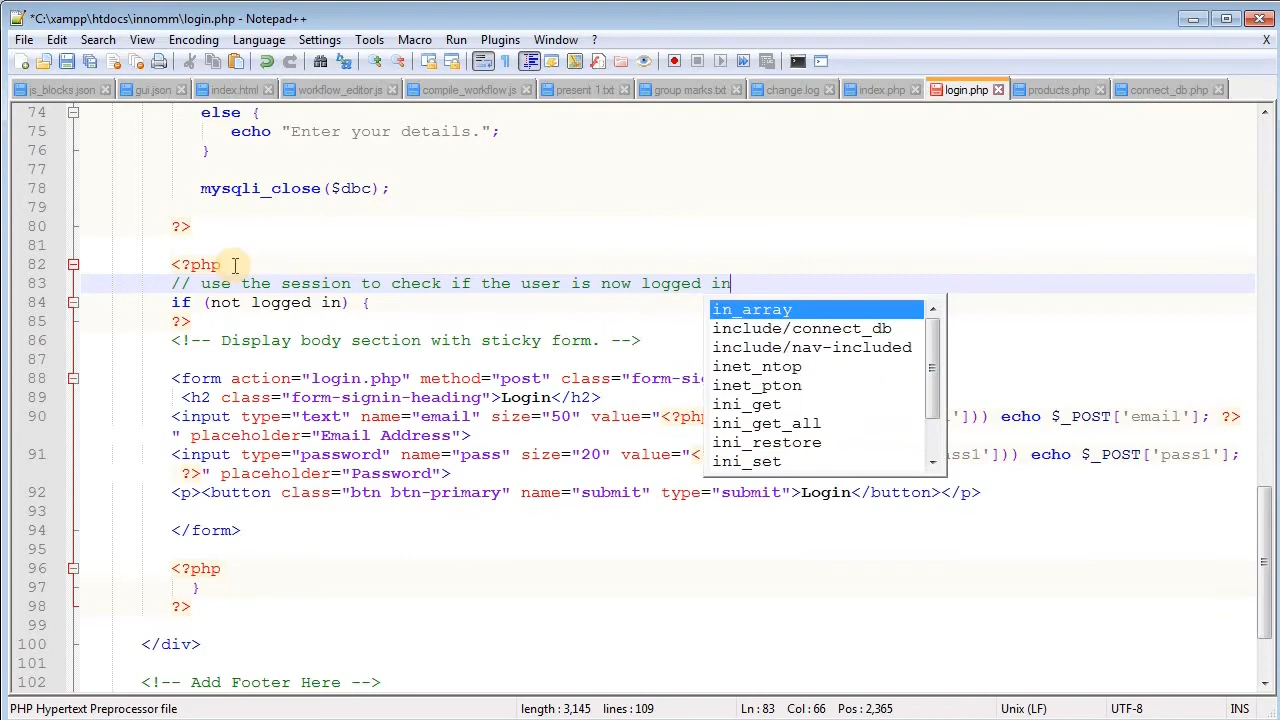 *C:\xampp\htdocs\innomm\login.php - Notepad++
File Edit Search View Encoding Language Settings Tools Macro Run Plugins Window ? X
js_blocks.json gui.json index.html workflow_editor.js compile_workflow.js present 1.txt group marks.txt change.log index.php login.php products.php connect_db.php
74 else {
75 echo "Enter your details.";
76 }
77
78 mysqli_close($dbc);
79
80 ?>
81
82 <?php
83 // use the session to check if the user is now logged in
84 if (not logged in) {
85 ?>
86 <!-- Display body section with sticky form. -->
87
88 <form action="login.php" method="post" class="form-si
89 <h2 class="form-signin-heading">Login</h2>
90 <input type="text" name="email" size="50" value="<?php '])) echo $_POST['email']; ?>
" placeholder="Email Address">
91 <input type="password" name="pass" size="20" value="< ass1'])) echo $_POST['pass1'];
?>" placeholder="Password">
92 <p><button class="btn btn-primary" name="submit" type="submit">Login</button></p>
93
94 </form>
95
96 <?php
97 }
98 ?>
99
100 </div>
101
102 <!-- Add Footer Here -->
in_array
include/connect_db
include/nav-included
inet_ntop
inet_pton
ini_get
ini_get_all
ini_restore
ini_set
PHP Hypertext Preprocessor file length : 3,145 lines : 109 Ln : 83 Col : 66 Pos : 2,365 Unix (LF) UTF-8 INS